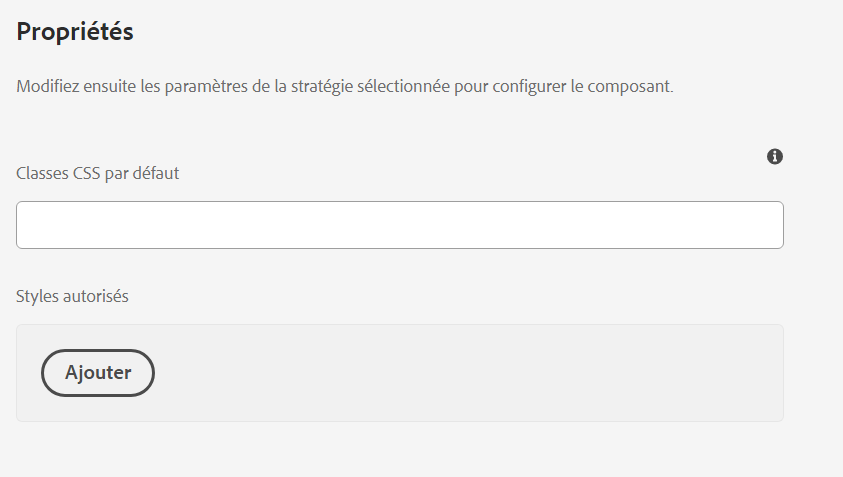 Propriétés
Modifiez ensuite les paramètres de la stratégie sélectionnée pour configurer le composant.
Classes CSS par défaut
Styles autorisés
Ajouter